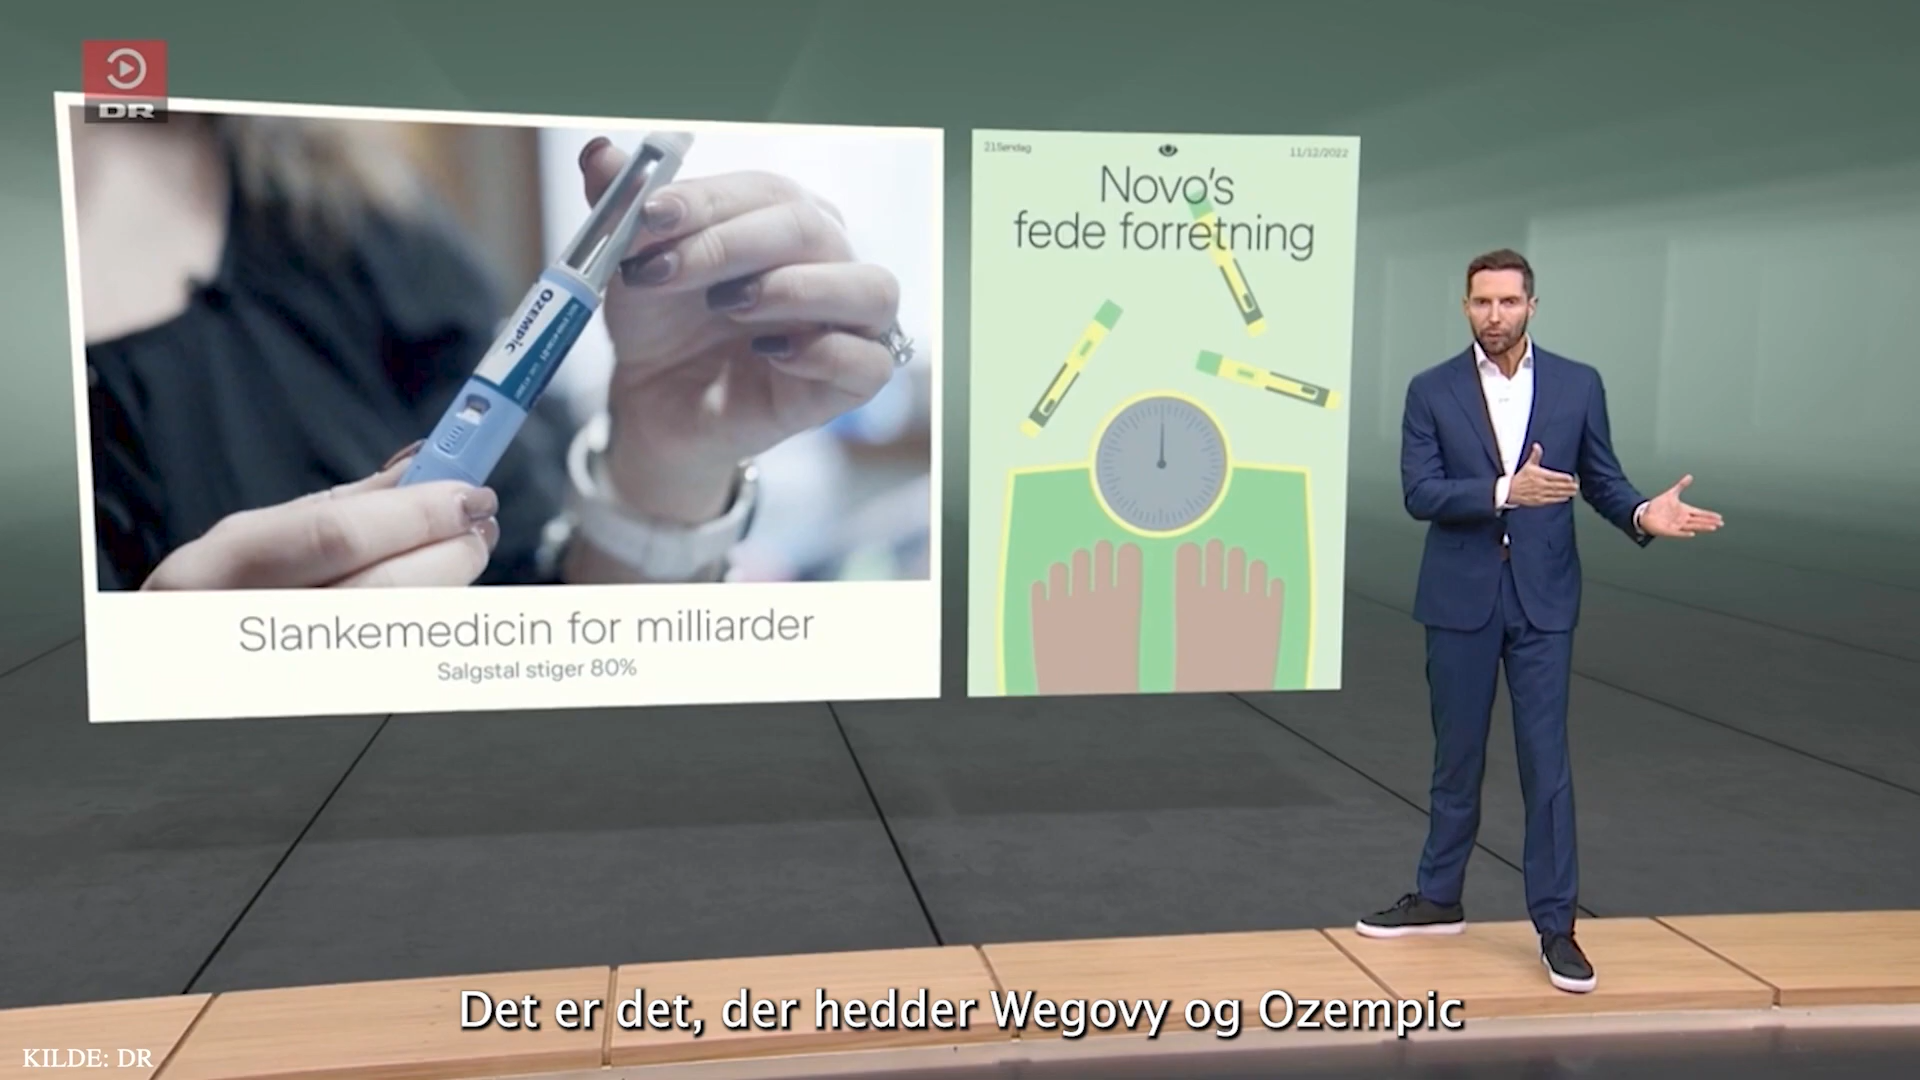 DR
OZEMPIC
Slankemedicin for milliarder
Salgstal stiger 80%
21Søndag
11/12/2022
Novo's
fede forretning
Det er det, der hedder Wegovy og Ozempic
KILDE: DR